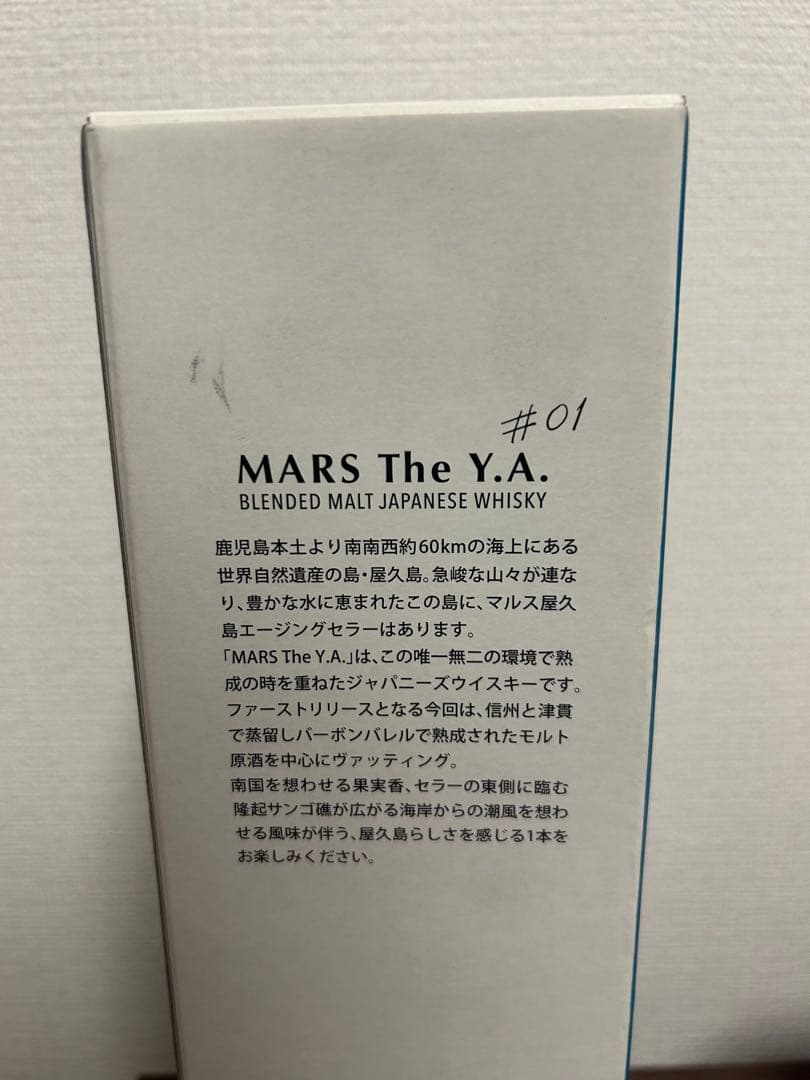 #01
MARS The Y.A.
BLENDED MALT JAPANESE WHISKY
鹿児島本土より南南西約60kmの海上にある
世界自然遺産の島・屋久島。急峻な山々が連な
り、豊かな水に恵まれたこの島に、マルス屋久
島エージングセラーはあります。
「MARS The Y.A.」は、この唯一無二の環境で熟
成の時を重ねたジャパニーズウイスキーです。
ファーストリリースとなる今回は、信州と津貫
で蒸留しバーボンバレルで熟成されたモルト
原酒を中心にヴァッティング。
南国を想わせる果実香、セラーの東側に臨む
隆起サンゴ礁が広がる海岸からの潮風を想わ
せる風味が伴う、屋久島らしさを感じる1本を
お楽しみください。